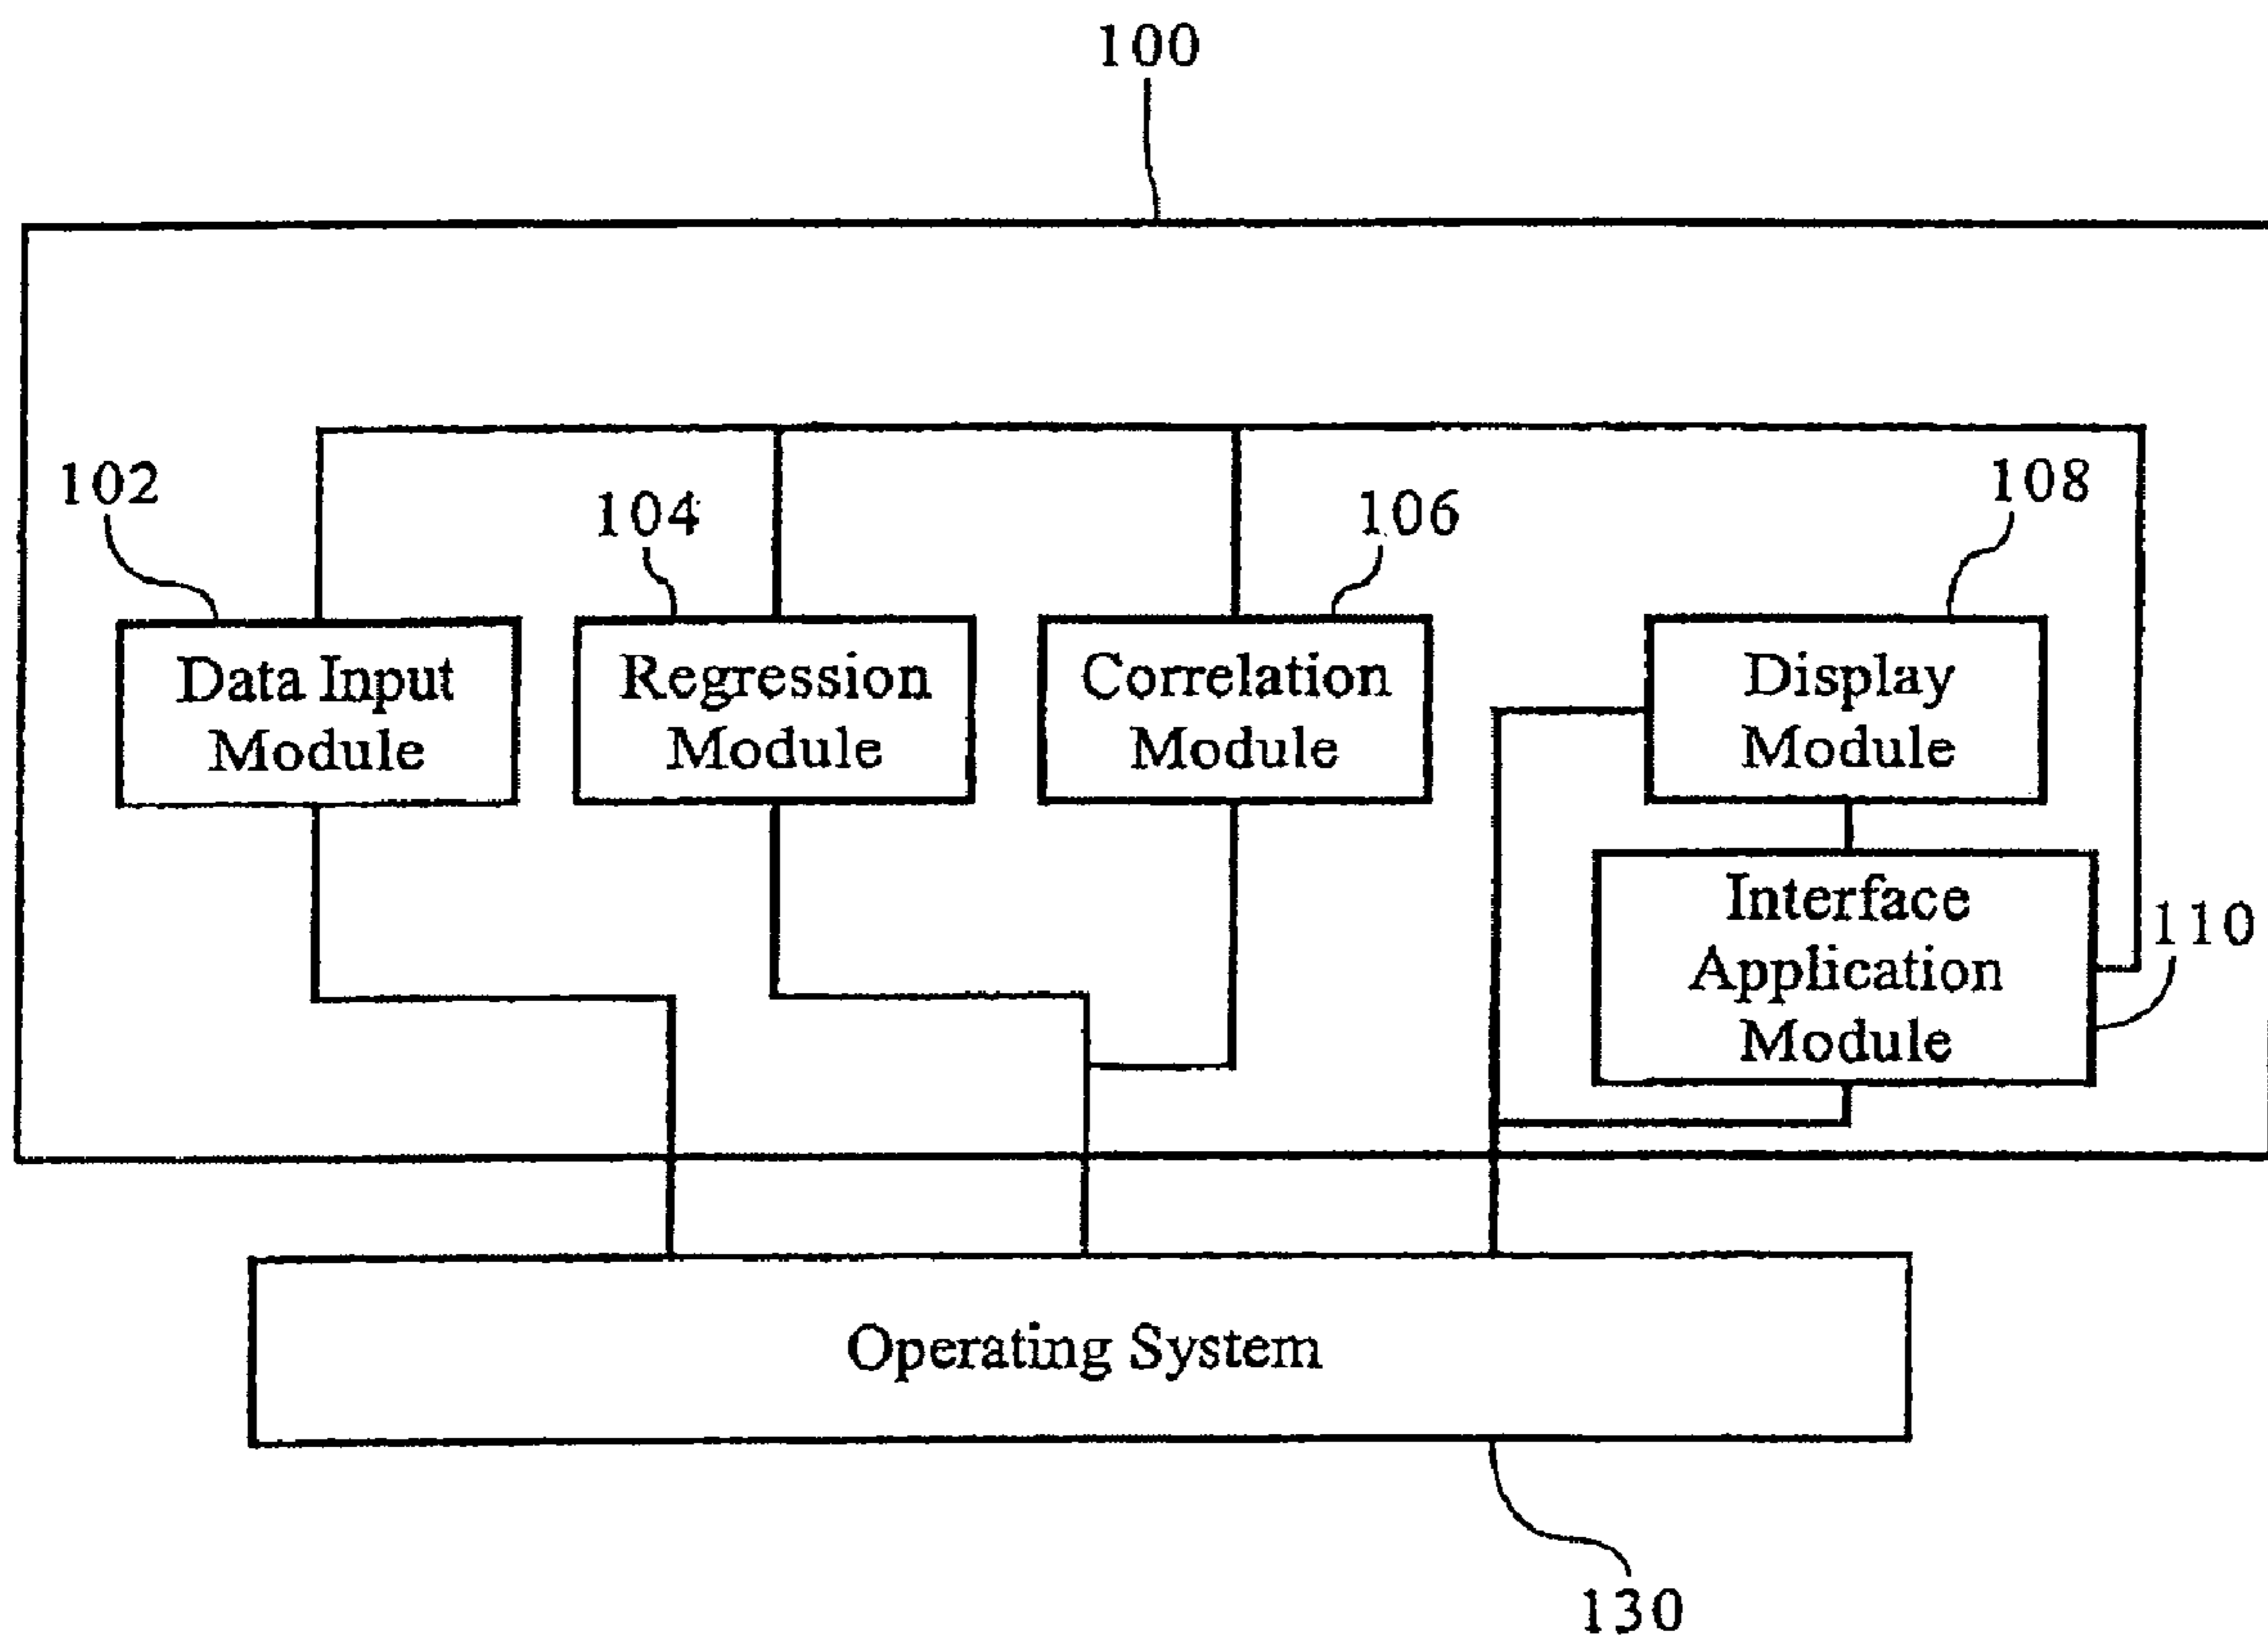 100
102
104
106
108
Data Input
Module
Regression
Module
Correlation
Module
Display
Module
Interface
Application
Module
110
Operating System
130